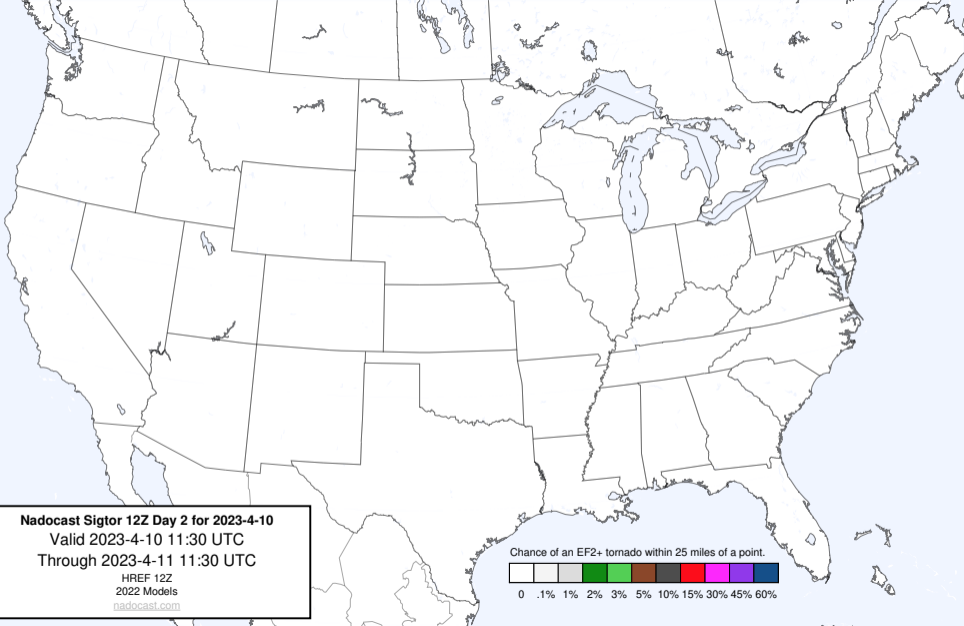 Nadocast Sigtor 12Z Day 2 for 2023-4-10
Valid 2023-4-10 11:30 UTC
Through 2023-4-11 11:30 UTC
HREF 12Z
2022 Models
nadocast.com
Chance of an EF2+ tornado within 25 miles of a point.
0 .1% 1% 2% 3% 5% 10% 15% 30% 45% 60%